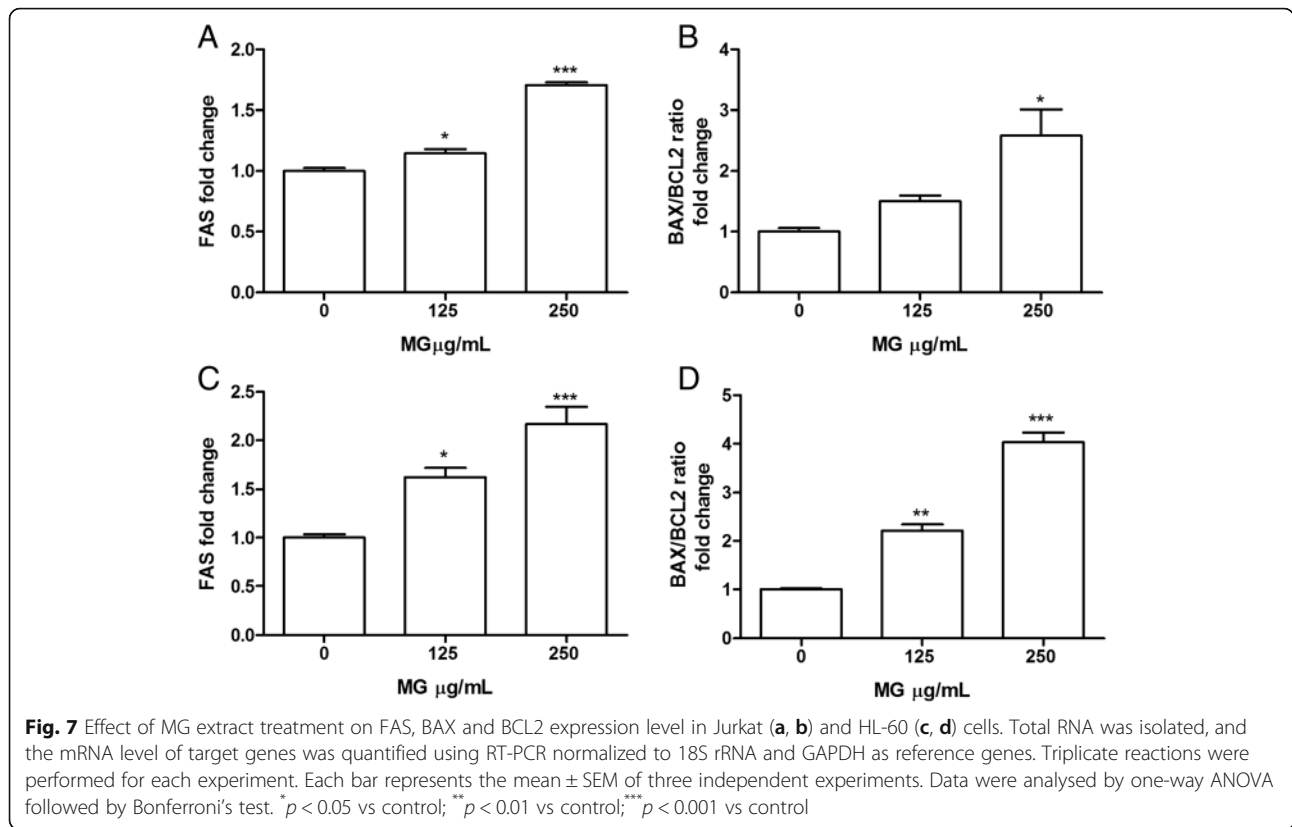 A
FAS fold change
2.0
1.5
1.0
0.5
0.0
*
***
0
125
250
MGμg/mL
B
BAX/BCL2 ratio
fold change
4
3
2
1
0
*
0
125
250
MG μg/mL
C
FAS fold change
2.5
2.0
1.5
1.0
0.5
0.0
*
***
0
125
250
MG μg/mL
D
BAX/BCL2 ratio
fold change
5
4
3
2
1
0
**
***
0
125
250
MG μg/mL
Fig. 7 Effect of MG extract treatment on FAS, BAX and BCL2 expression level in Jurkat (a, b) and HL-60 (c, d) cells. Total RNA was isolated, and
the mRNA level of target genes was quantified using RT-PCR normalized to 18S rRNA and GAPDH as reference genes. Triplicate reactions were
performed for each experiment. Each bar represents the mean ± SEM of three independent experiments. Data were analysed by one-way ANOVA
followed by Bonferroni's test. *p < 0.05 vs control; **p < 0.01 vs control;***p < 0.001 vs control